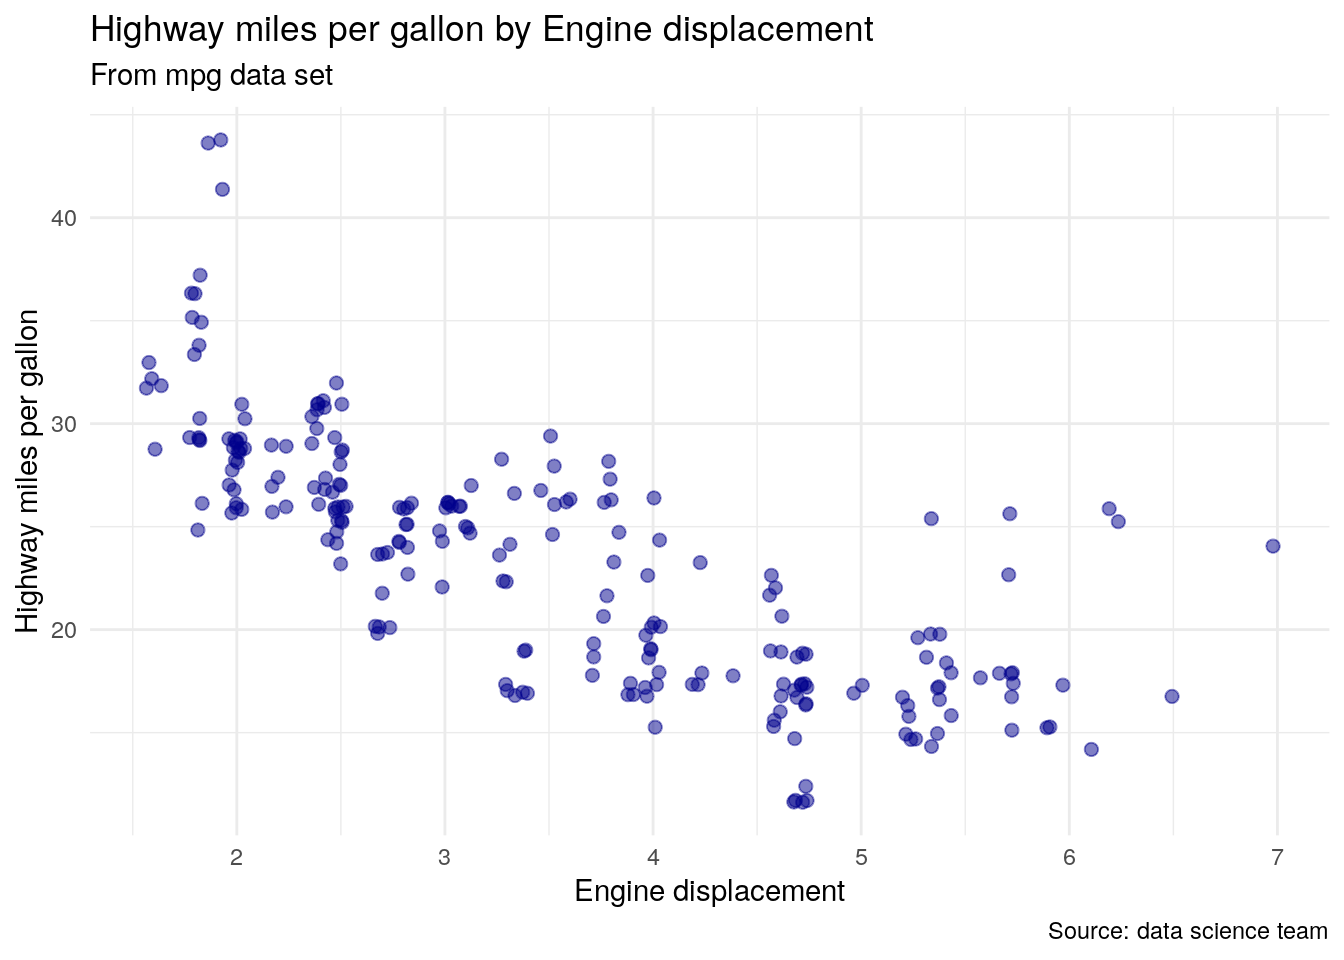 Highway miles per gallon by Engine displacement
From mpg data set
Highway miles per gallon
40
30
20
2 3 4 5 6 7
Engine displacement
Source: data science team